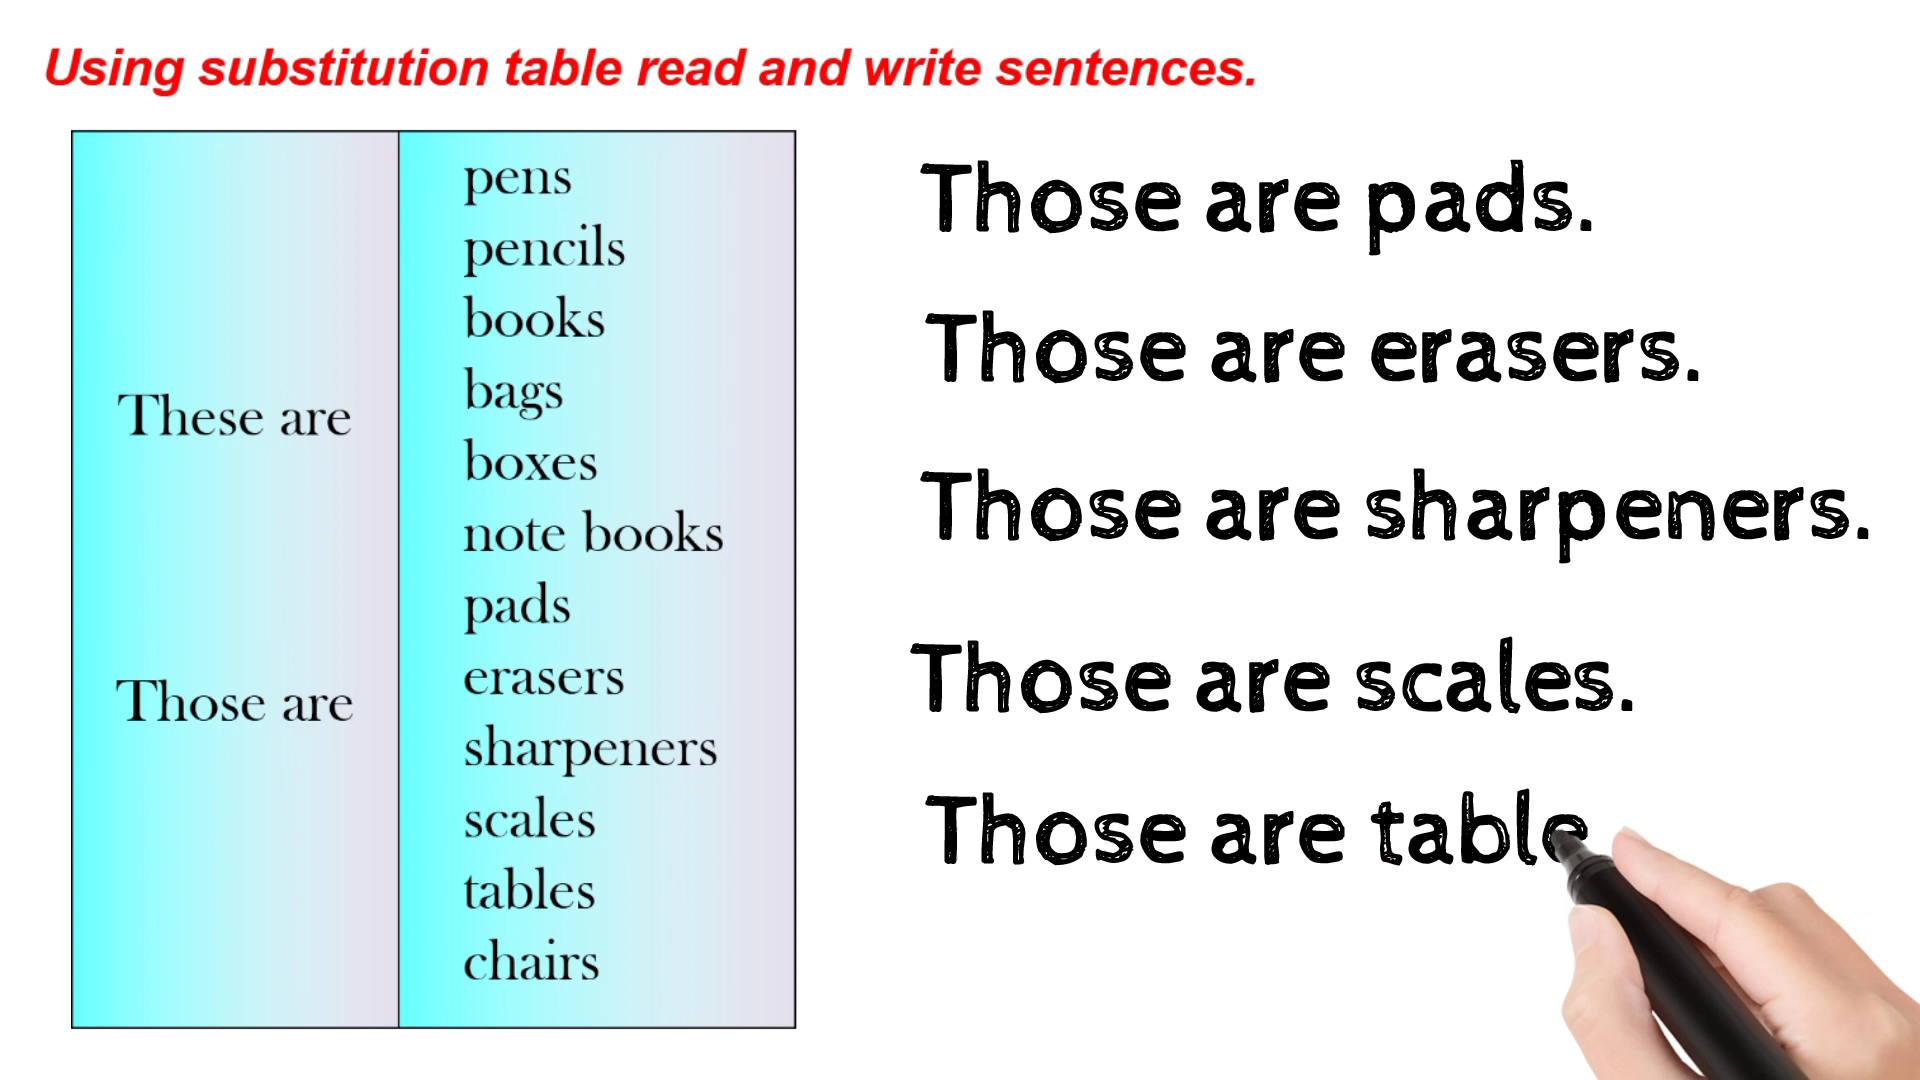 Using substitution table read and write sentences.
These are
Those are
pens
pencils
books
bags
boxes
note books
pads
erasers
sharpeners
scales
tables
chairs
Those are pads.
Those are erasers.
Those are sharpeners.
Those are scales.
Those are table